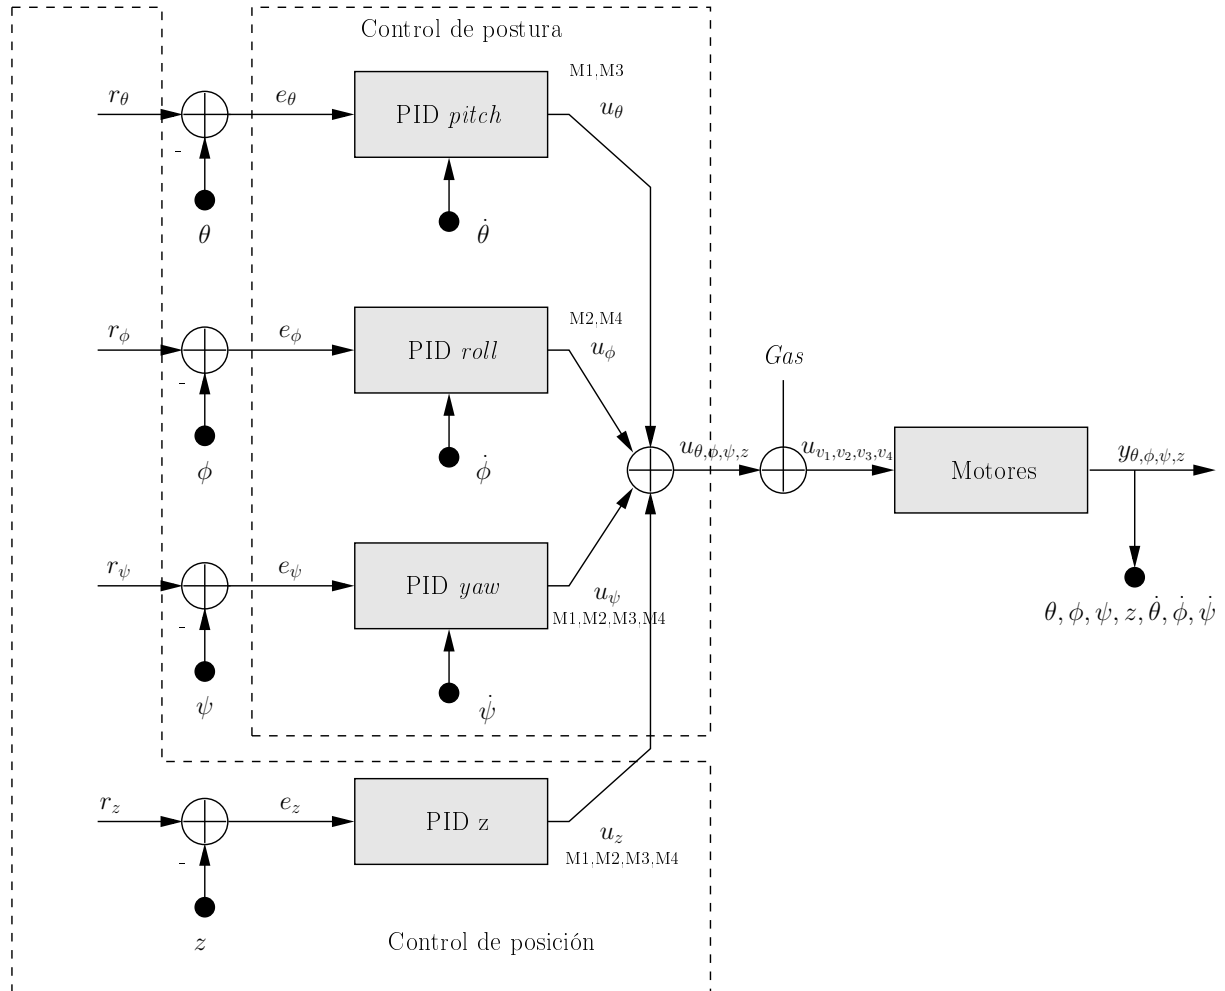 Control de postura
M1,M3
r_θ
e_θ
PID pitch
u_θ
-
θ
θ̇
M2,M4
r_ϕ
e_ϕ
PID roll
u_ϕ
Gas
-
ϕ
ϕ̇
u_θ,ϕ,ψ,z
u_v₁,v₂,v₃,v₄
Motores
y_θ,ϕ,ψ,z
r_ψ
e_ψ
PID yaw
u_ψ
M1,M2,M3,M4
θ, ϕ, ψ, z, θ̇, ϕ̇, ψ̇
-
ψ
ψ̇
r_z
e_z
PID z
u_z
M1,M2,M3,M4
-
z
Control de posición